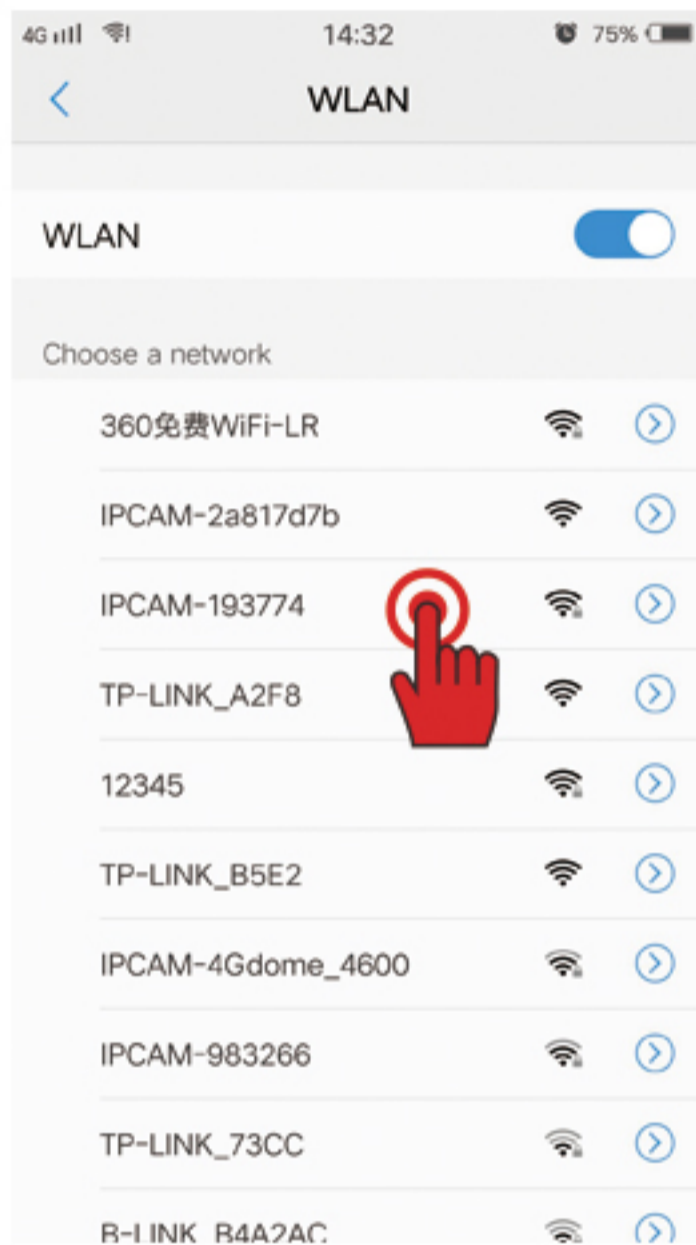 4G 14:32 75%
WLAN
WLAN
Choose a network
360免费WiFi-LR
IPCAM-2a817d7b
IPCAM-193774
TP-LINK_A2F8
12345
TP-LINK_B5E2
IPCAM-4Gdome_4600
IPCAM-983266
TP-LINK_73CC
B-LINK_B4A2AC